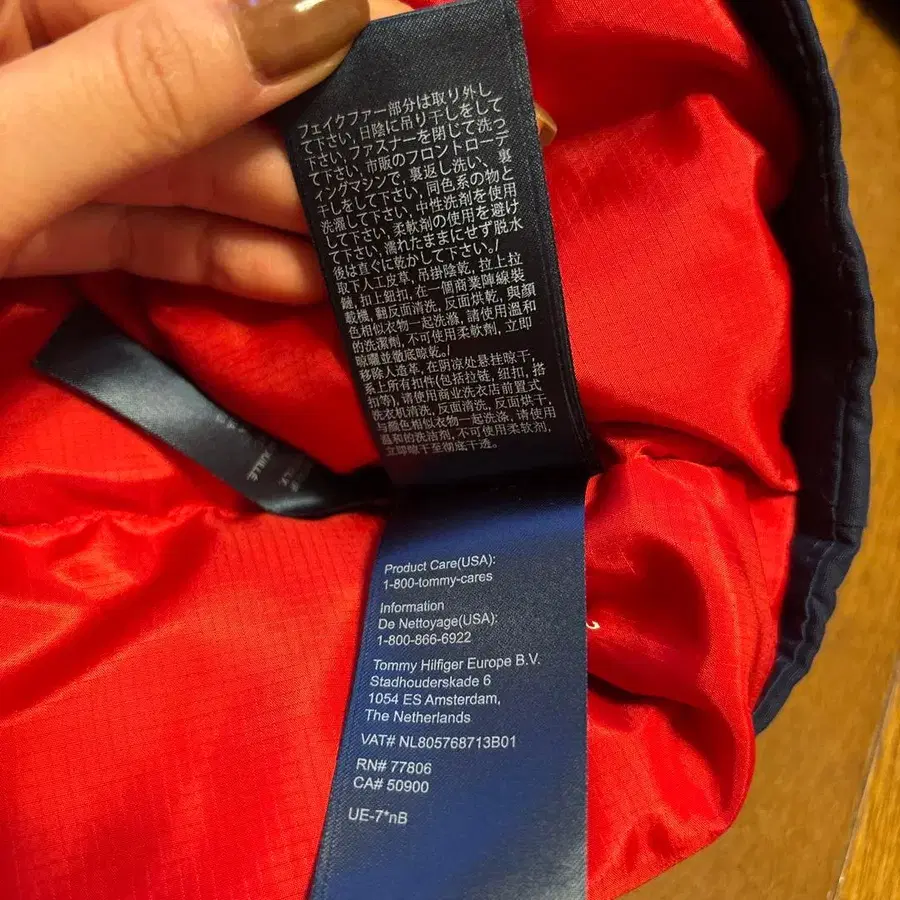 フェイクファー部分は取り外し
て下さい, 日陰に吊り干しをして
下さい, ファスナーを閉じて洗っ
て下さい, 市販のフロントローデ
ィングマシンで, 裏返し洗い、裏
干しをして下さい, 同色系の物と
洗濯して下さい, 中性洗剤を使用
して下さい, 柔軟剤の使用を避け
て下さい, 濡れたままにせず脱水
後は直ぐに乾かして下さい。/
取下人工皮草, 吊掛陰乾, 拉上拉
鏈, 扣上鈕扣, 在一個商業陣線裝
載機, 翻反面清洗, 反面烘乾, 與顏
色相似衣物一起洗滌, 請使用溫和
的洗潔劑, 不可使用柔軟劑, 立即
晾曬並徹底晾乾。/
移除人造革, 在阴凉处悬挂晾干,
系上所有扣件(包括拉链, 纽扣, 搭
扣等), 请使用商业洗衣店前置式
洗衣机清洗, 反面清洗, 反面烘干,
与颜色相似衣物一起洗涤, 请使用
温和的洗洁剂, 不可使用柔软剂,
立即晾干至彻底干透。
Product Care(USA):
1-800-tommy-cares
Information
De Nettoyage(USA):
1-800-866-6922
Tommy Hilfiger Europe B.V.
Stadhouderskade 6
1054 ES Amsterdam,
The Netherlands
VAT# NL805768713B01
RN# 77806
CA# 50900
UE-7*nB